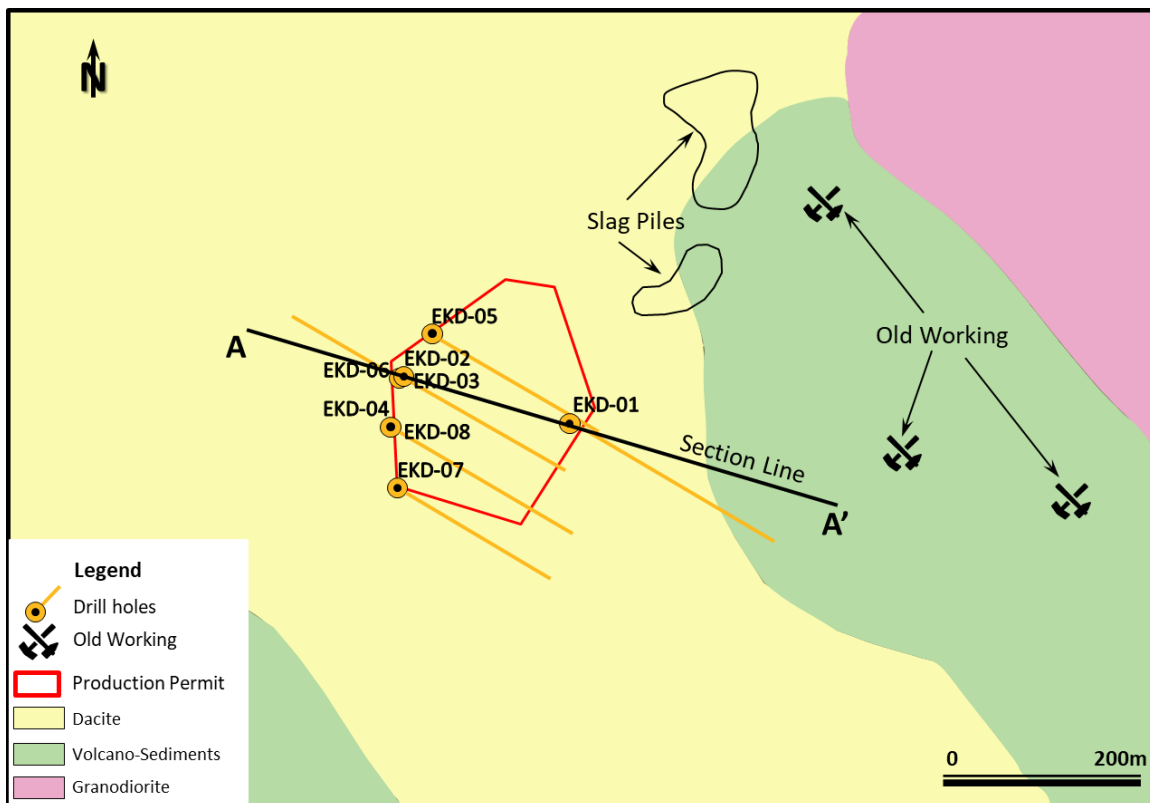 N
Slag Piles
Old Working
EKD-05
A
EKD-02
EKD-06
EKD-03
EKD-01
EKD-04
EKD-08
Section Line
EKD-07
A’
Legend
Drill holes
Old Working
Production Permit
Dacite
Volcano-Sediments
Granodiorite
0 200m